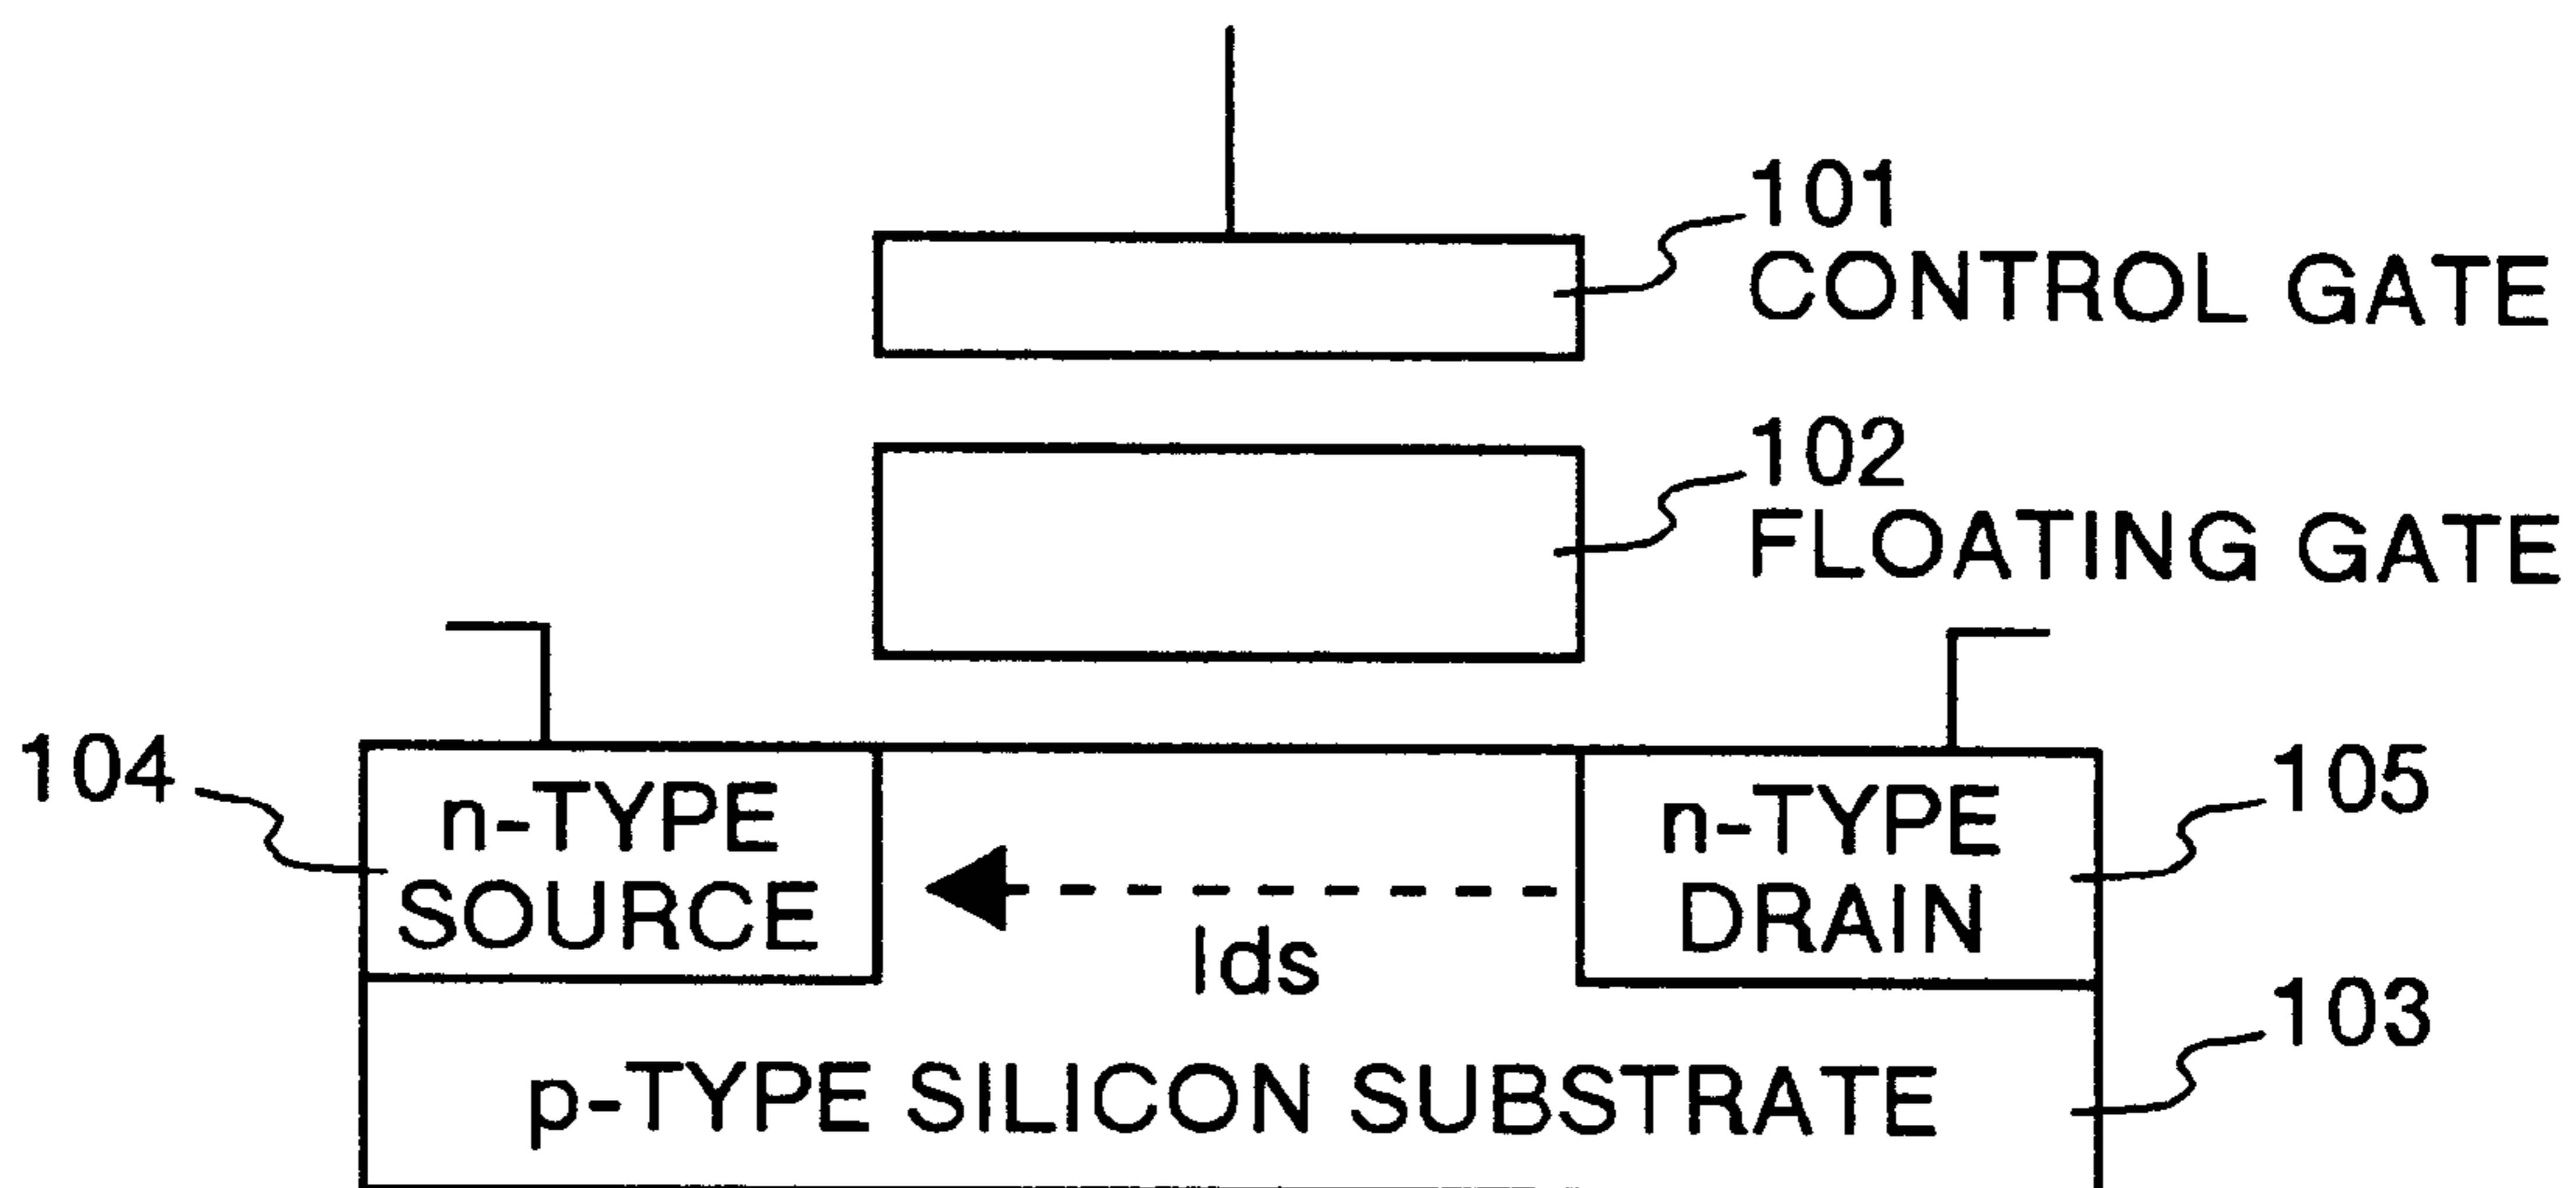 101
CONTROL GATE
102
FLOATING GATE
104
n-TYPE
SOURCE
n-TYPE
DRAIN
105
Ids
103
p-TYPE SILICON SUBSTRATE